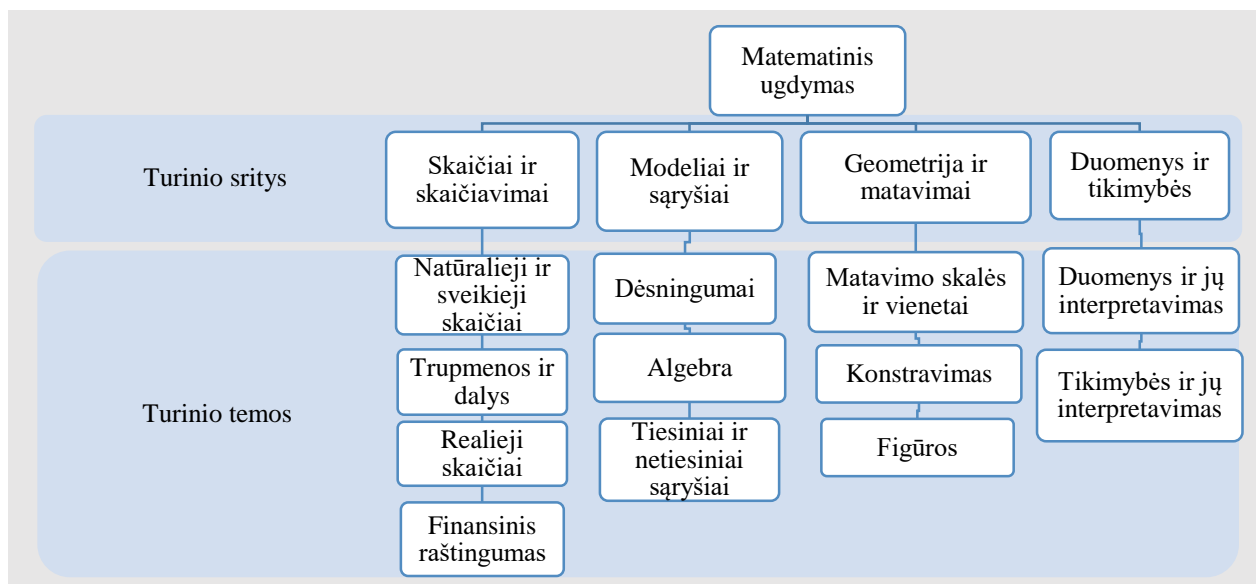 Matematinis
ugdymas
Turinio sritys
Skaičiai ir
skaičiavimai
Modeliai ir
sąryšiai
Geometrija ir
matavimai
Duomenys ir
tikimybės
Turinio temos
Natūralieji ir
sveikieji
skaičiai
Trupmenos ir
dalys
Realieji
skaičiai
Finansinis
raštingumas
Dėsningumai
Algebra
Tiesiniai ir
netiesiniai
sąryšiai
Matavimo skalės
ir vienetai
Konstravimas
Figūros
Duomenys ir jų
interpretavimas
Tikimybės ir jų
interpretavimas